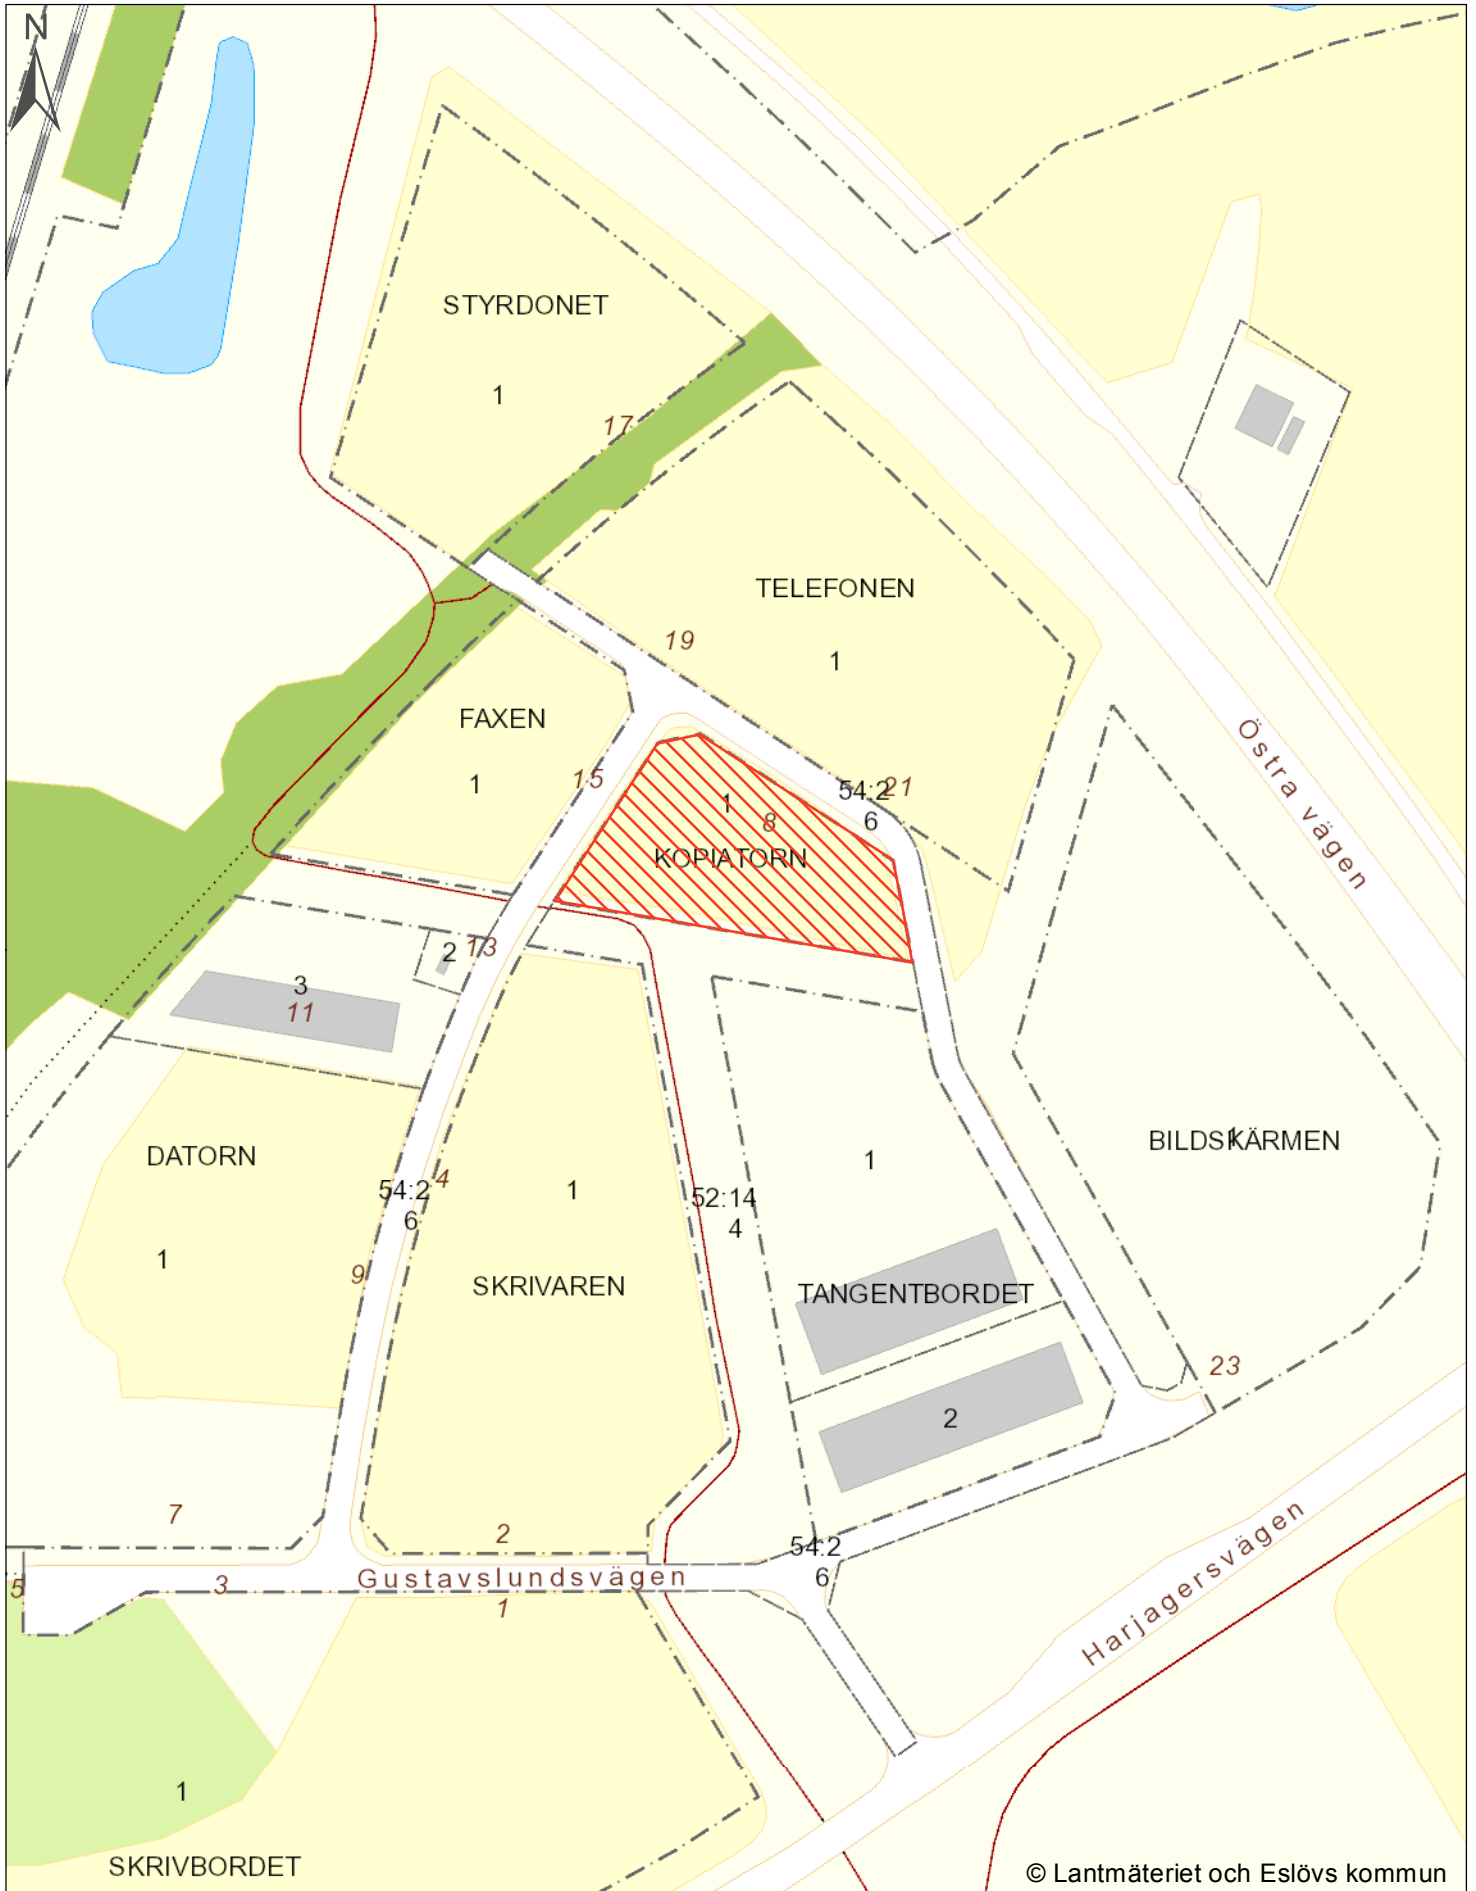 N
STYRDONET
1
17
TELEFONEN
19
1
FAXEN
Östra vägen
15
1
54:2
21
6
1
8
KOPIATORN
2
13
3
11
DATORN
1
BILDSKÄRMEN
1
1
54:2
4
6
1
52:14
4
1
9
SKRIVAREN
TANGENTBORDET
23
2
7
2
54:2
6
Gustavslundsvägen
5
3
1
Harjagersvägen
1
SKRIVBORDET
© Lantmäteriet och Eslövs kommun